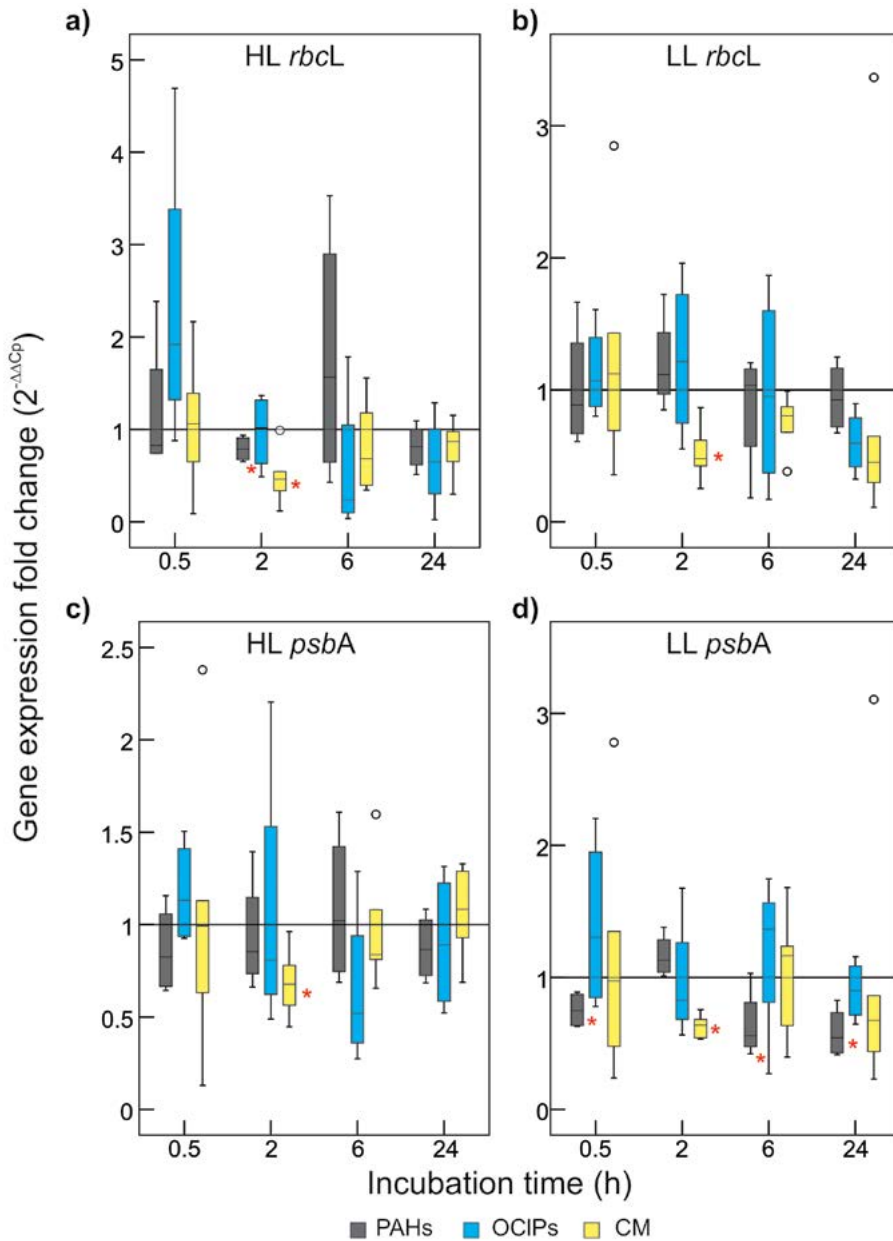 a)
HL rbcL
5
4
3
2
1
0
0.5 2 6 24
*
*
b)
LL rbcL
3
2
1
0
0.5 2 6 24
*
c)
HL psbA
2.5
2
1.5
1
0.5
0
0.5 2 6 24
*
d)
LL psbA
3
2
1
0
0.5 2 6 24
*
*
*
*
Gene expression fold change (2^-ΔΔCp)
Incubation time (h)
PAHs OClPs CM